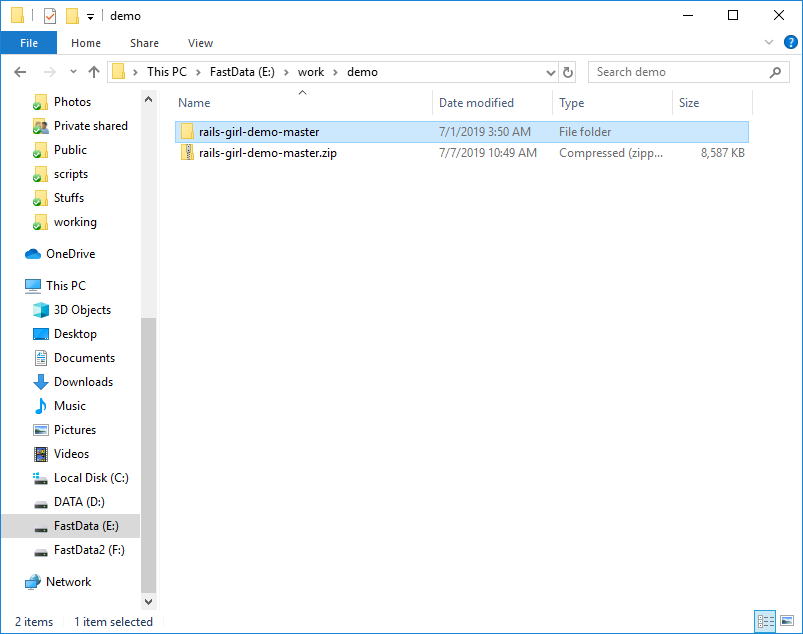 demo
File Home Share View
This PC FastData (E:) work demo Search demo
Name Date modified Type Size
rails-girl-demo-master 7/1/2019 3:50 AM File folder
rails-girl-demo-master.zip 7/7/2019 10:49 AM Compressed (zipp... 8,587 KB
Photos
Private shared
Public
scripts
Stuffs
working
OneDrive
This PC
3D Objects
Desktop
Documents
Downloads
Music
Pictures
Videos
Local Disk (C:)
DATA (D:)
FastData (E:)
FastData2 (F:)
Network
2 items 1 item selected